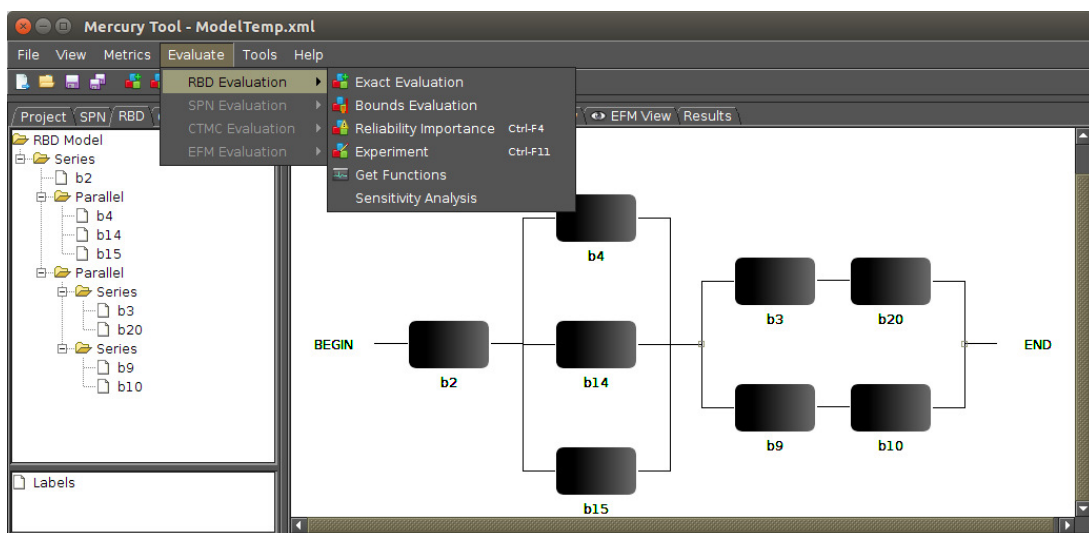 Mercury Tool - ModelTemp.xml
File View Metrics Evaluate Tools Help
RBD Evaluation
SPN Evaluation
CTMC Evaluation
EFM Evaluation
Exact Evaluation
Bounds Evaluation
Reliability Importance Ctrl-F4
Experiment Ctrl-F11
Get Functions
Sensitivity Analysis
Project SPN RBD EFM View Results
RBD Model
Series
b2
Parallel
b4
b14
b15
Parallel
Series
b3
b20
Series
b9
b10
Labels
b4
b3 b20
BEGIN END
b2 b14
b9 b10
b15